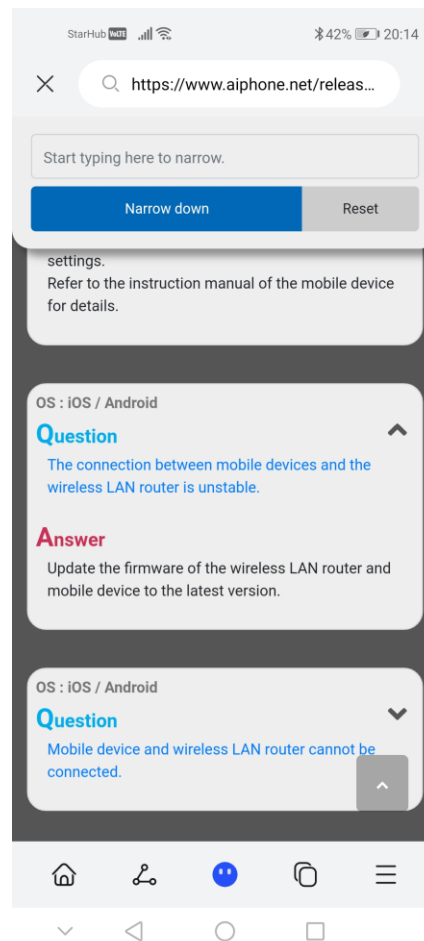 StarHub VoLTE 42% 20:14
https://www.aiphone.net/releas...
Start typing here to narrow.
Narrow down Reset
settings.
Refer to the instruction manual of the mobile device
for details.
OS : iOS / Android
Question
The connection between mobile devices and the
wireless LAN router is unstable.
Answer
Update the firmware of the wireless LAN router and
mobile device to the latest version.
OS : iOS / Android
Question
Mobile device and wireless LAN router cannot be
connected.